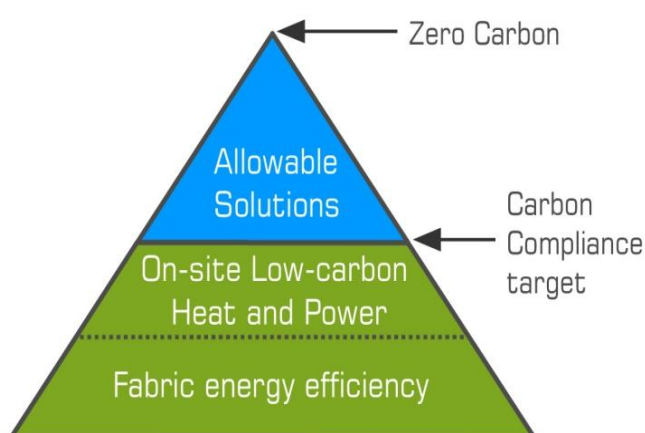 Zero Carbon
Allowable
Solutions
Carbon
Compliance
target
On-site Low-carbon
Heat and Power
Fabric energy efficiency